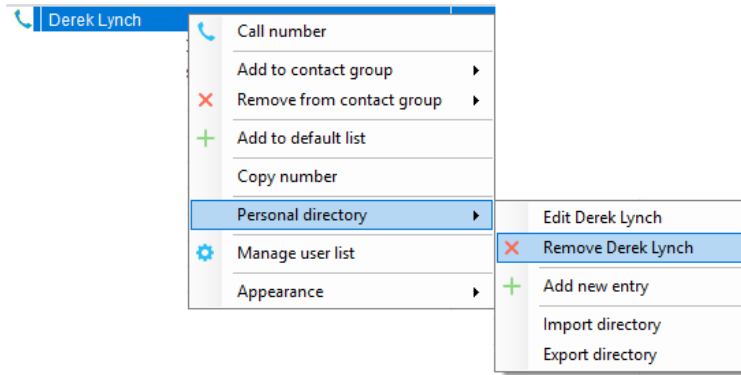 Derek Lynch
Call number
Add to contact group
Remove from contact group
Add to default list
Copy number
Personal directory
Manage user list
Appearance
Edit Derek Lynch
Remove Derek Lynch
Add new entry
Import directory
Export directory